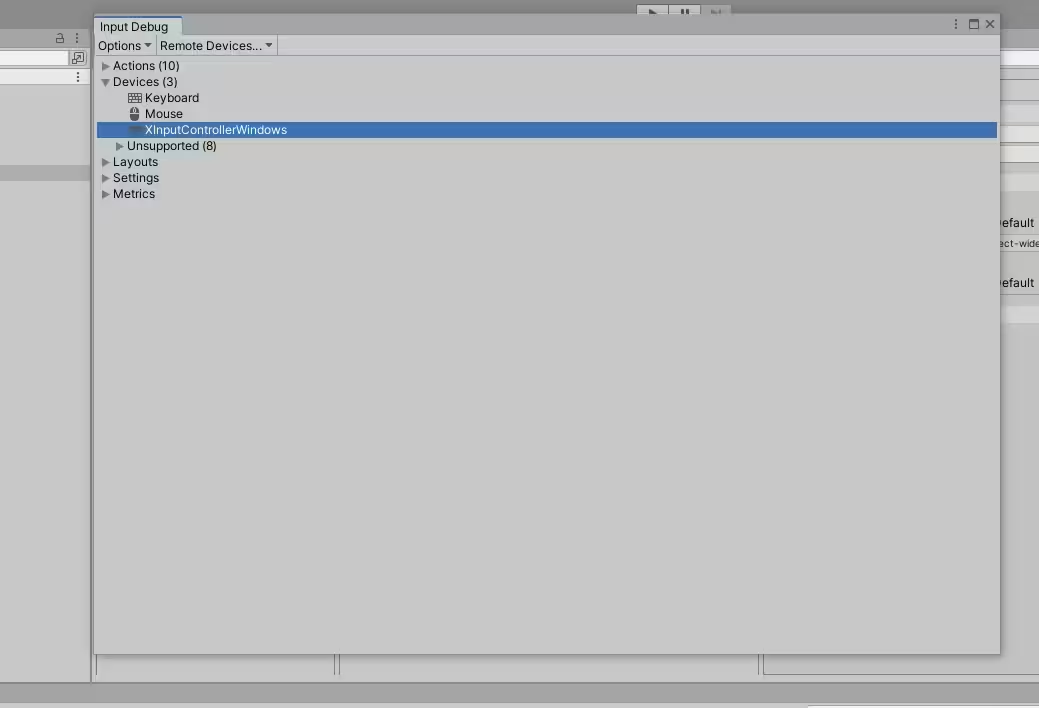 Input Debug
Options Remote Devices...
Actions (10)
Devices (3)
Keyboard
Mouse
XInputControllerWindows
Unsupported (8)
Layouts
Settings
Metrics
efault
ect-wide
efault